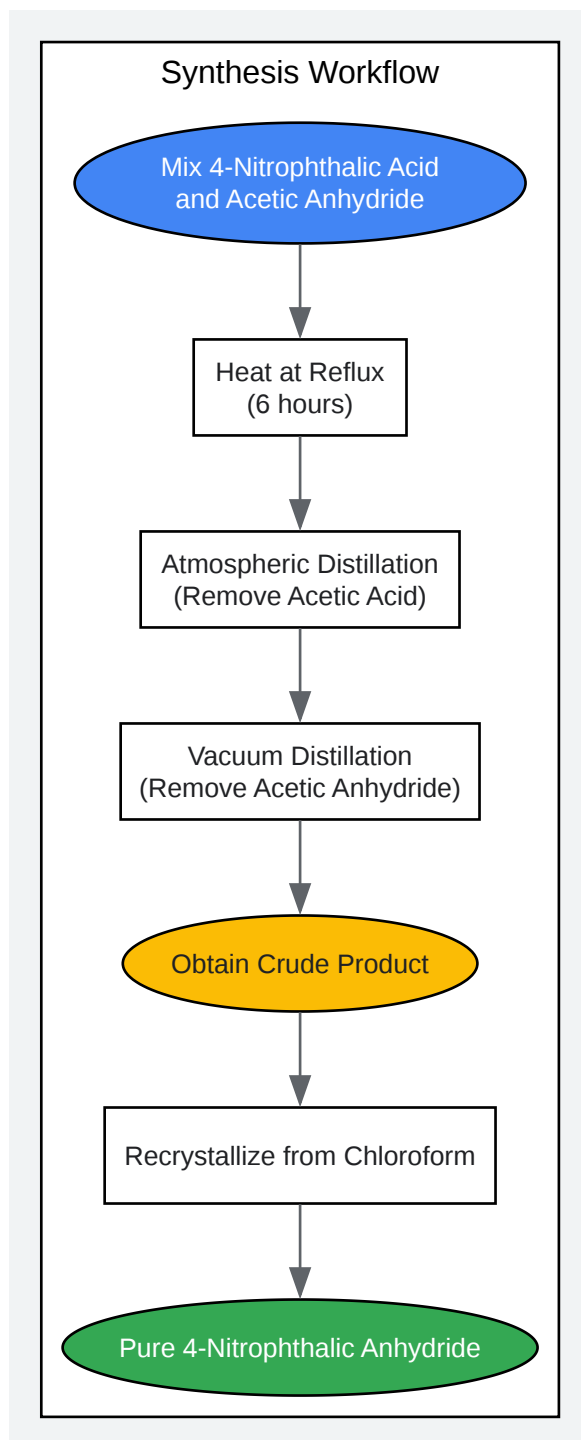 Synthesis Workflow
Mix 4-Nitrophthalic Acid
and Acetic Anhydride
Heat at Reflux
(6 hours)
Atmospheric Distillation
(Remove Acetic Acid)
Vacuum Distillation
(Remove Acetic Anhydride)
Obtain Crude Product
Recrystallize from Chloroform
Pure 4-Nitrophthalic Anhydride